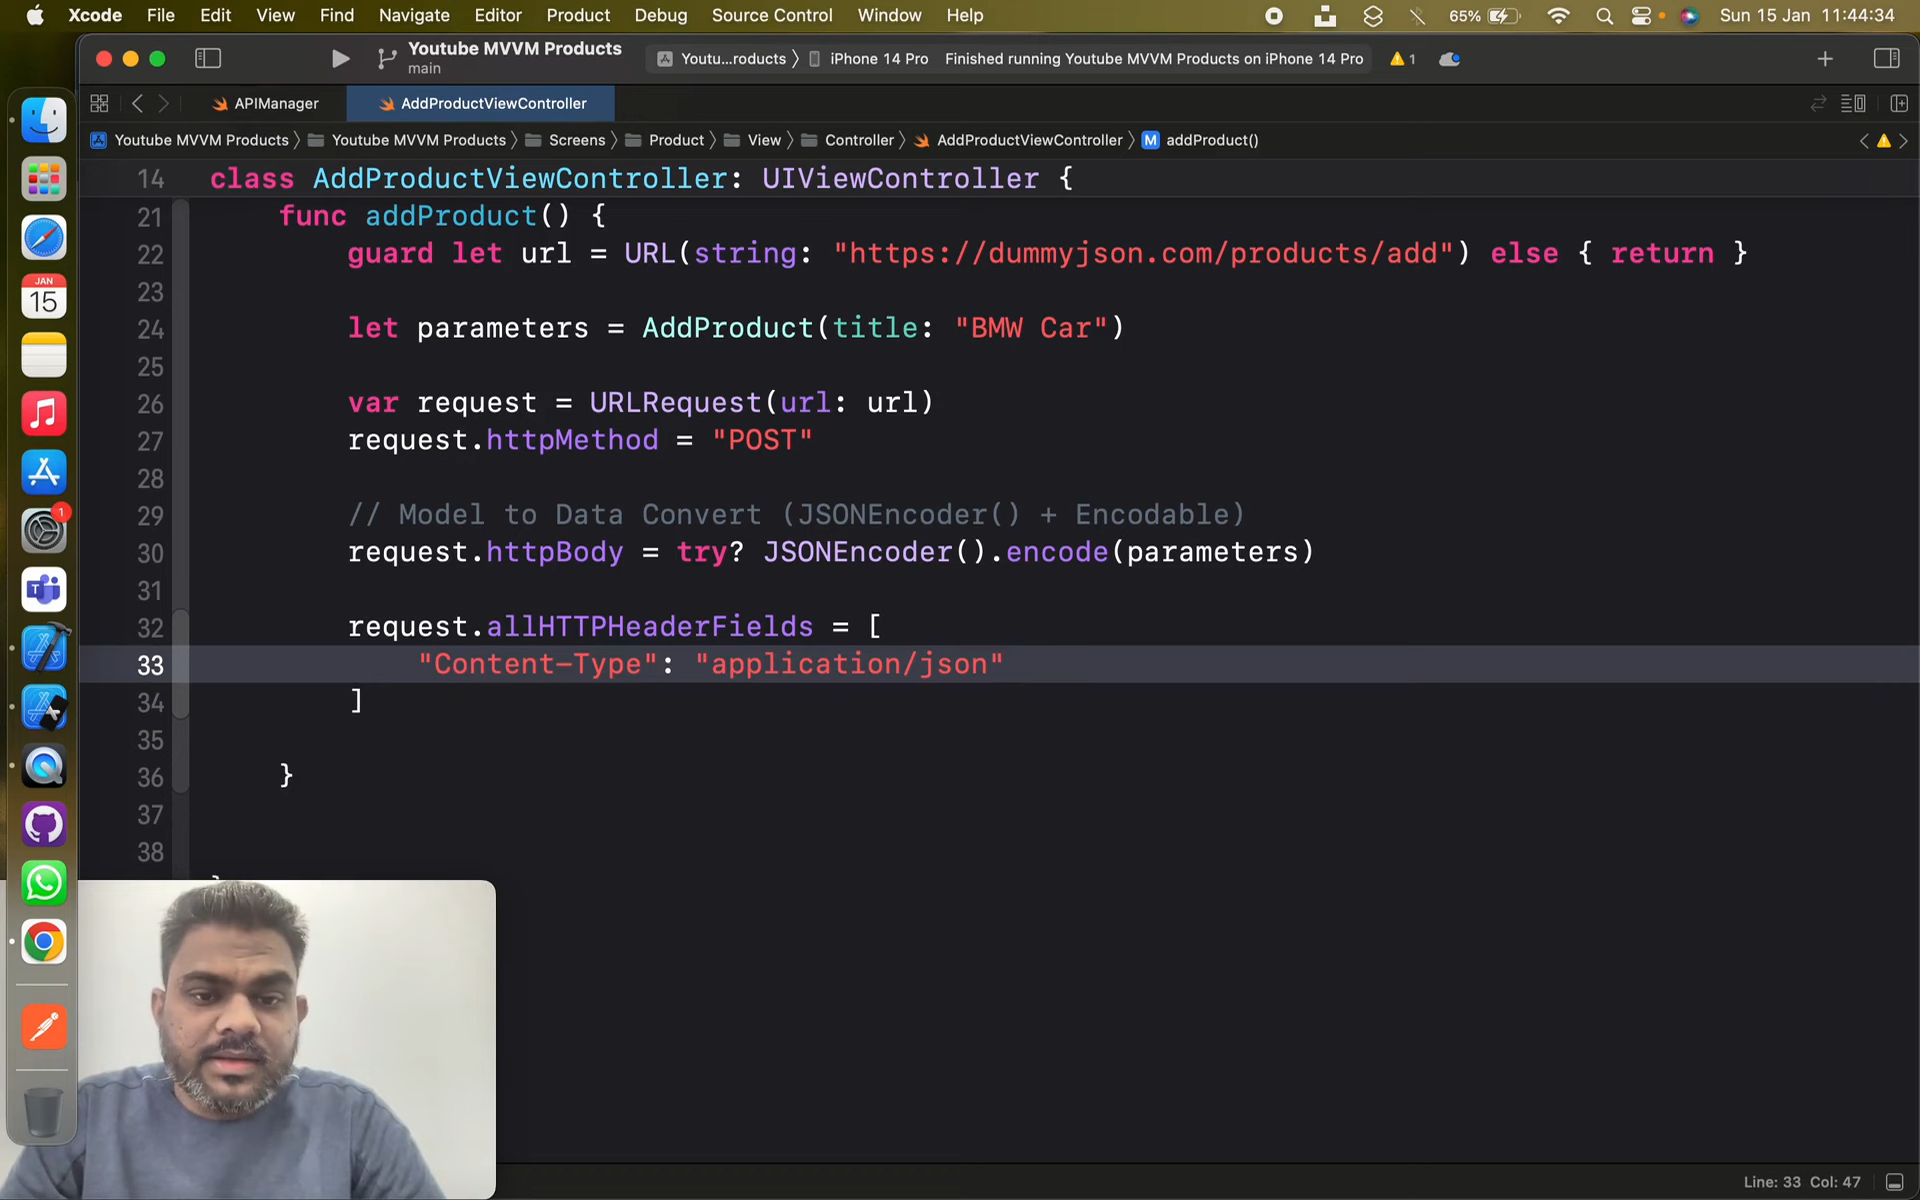 Xcode File Edit View Find Navigate Editor Product Debug Source Control Window Help 65% Sun 15 Jan 11:44:34
Youtube MVVM Products
main
Youtu...roducts 〉 iPhone 14 Pro Finished running Youtube MVVM Products on iPhone 14 Pro 1
APIManager AddProductViewController
Youtube MVVM Products 〉 Youtube MVVM Products 〉 Screens 〉 Product 〉 View 〉 Controller 〉 AddProductViewController 〉 M addProduct()
14 class AddProductViewController: UIViewController {
21 func addProduct() {
22 guard let url = URL(string: "https://dummyjson.com/products/add") else { return }
23
24 let parameters = AddProduct(title: "BMW Car")
25
26 var request = URLRequest(url: url)
27 request.httpMethod = "POST"
28
29 // Model to Data Convert (JSONEncoder() + Encodable)
30 request.httpBody = try? JSONEncoder().encode(parameters)
31
32 request.allHTTPHeaderFields = [
33 "Content-Type": "application/json"
34 ]
35
36 }
37
38
JAN
15
1
Line: 33 Col: 47